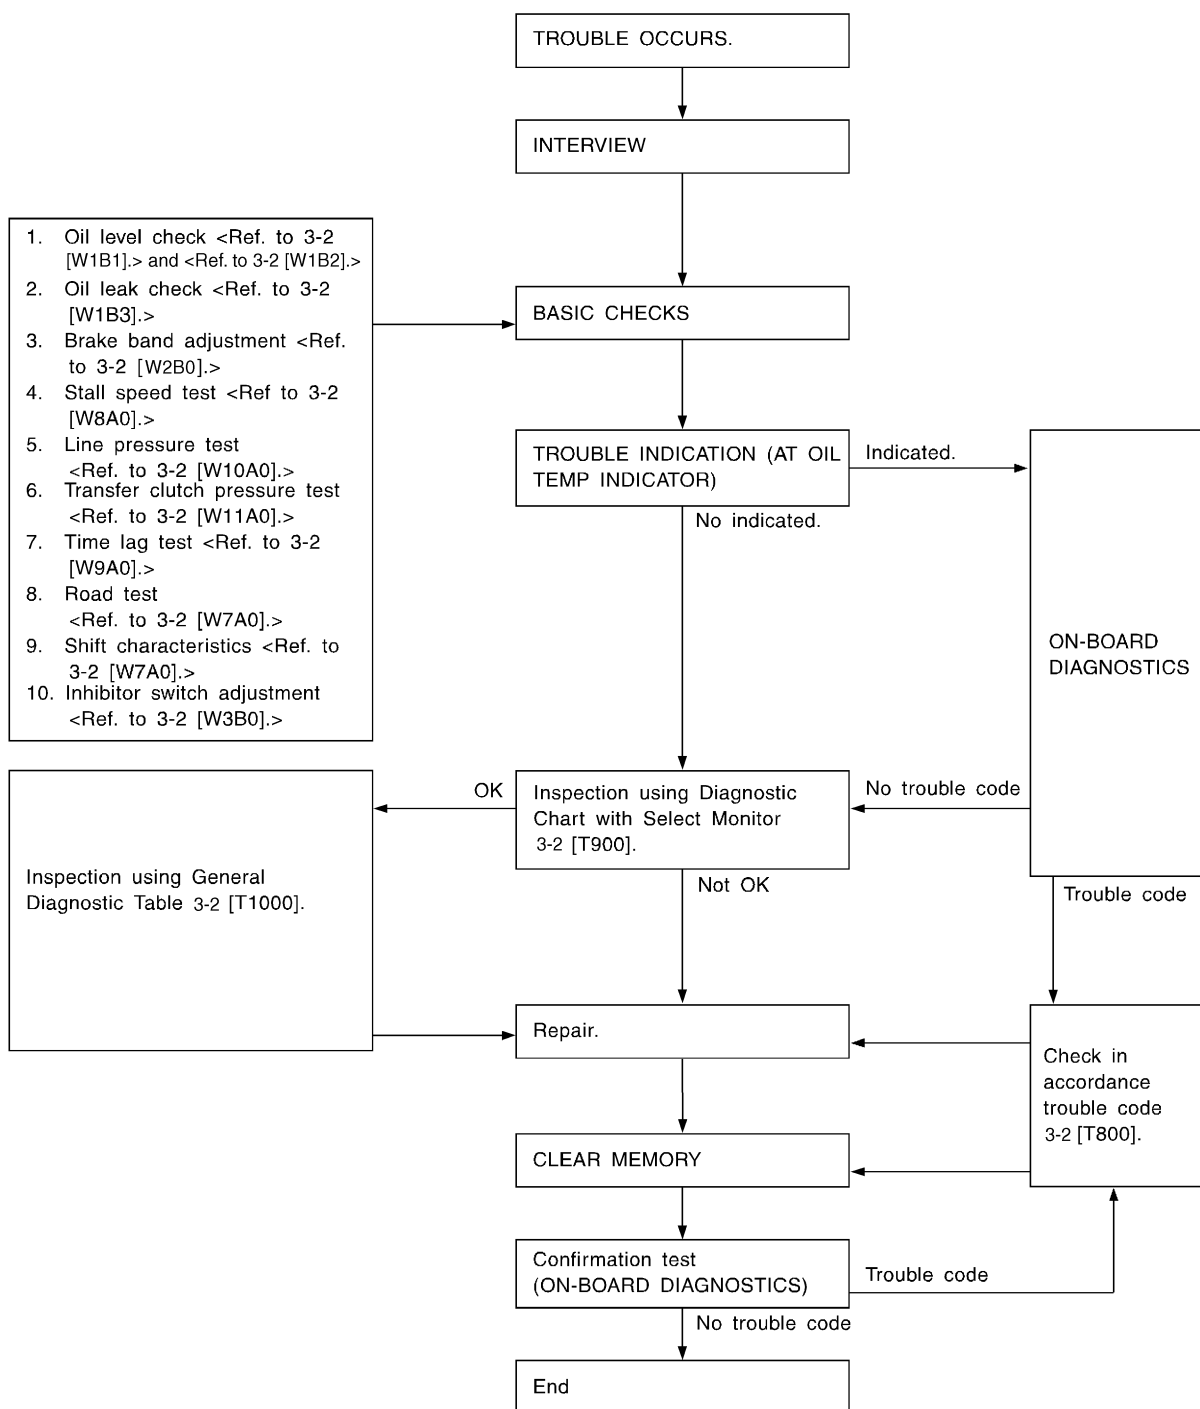 TROUBLE OCCURS.
INTERVIEW
1. Oil level check <Ref. to 3-2
[W1B1].> and <Ref. to 3-2 [W1B2].>
2. Oil leak check <Ref. to 3-2
[W1B3].>
3. Brake band adjustment <Ref.
to 3-2 [W2B0].>
4. Stall speed test <Ref to 3-2
[W8A0].>
5. Line pressure test
<Ref. to 3-2 [W10A0].>
6. Transfer clutch pressure test
<Ref. to 3-2 [W11A0].>
7. Time lag test <Ref. to 3-2
[W9A0].>
8. Road test
<Ref. to 3-2 [W7A0].>
9. Shift characteristics <Ref. to
3-2 [W7A0].>
10. Inhibitor switch adjustment
<Ref. to 3-2 [W3B0].>
BASIC CHECKS
TROUBLE INDICATION (AT OIL
TEMP INDICATOR)
Indicated.
No indicated.
ON-BOARD
DIAGNOSTICS
Inspection using Diagnostic
Chart with Select Monitor
3-2 [T900].
OK
No trouble code
Not OK
Trouble code
Inspection using General
Diagnostic Table 3-2 [T1000].
Repair.
Check in
accordance
trouble code
3-2 [T800].
CLEAR MEMORY
Confirmation test
(ON-BOARD DIAGNOSTICS)
Trouble code
No trouble code
End